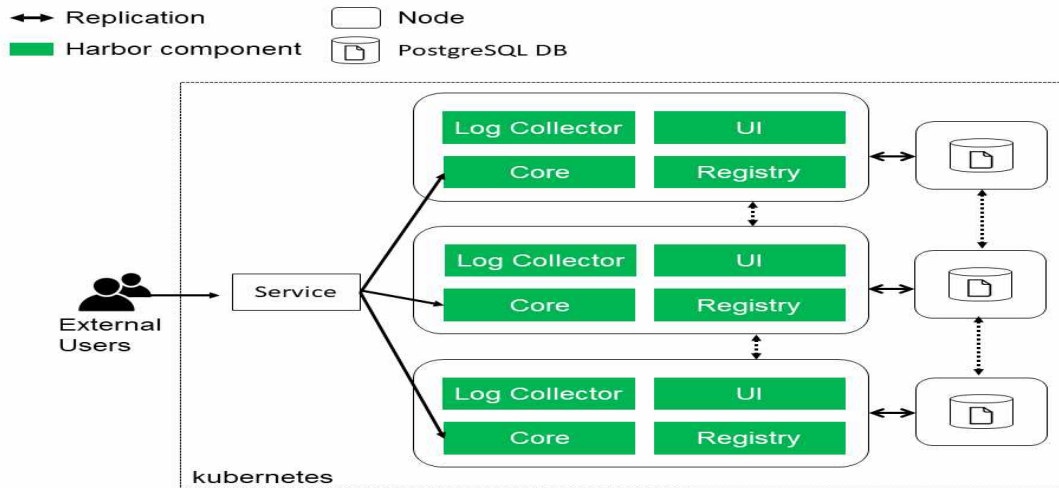 Replication
Node
Harbor component
PostgreSQL DB
Log Collector
UI
Core
Registry
Log Collector
UI
Service
Core
Registry
External
Users
Log Collector
UI
Core
Registry
kubernetes